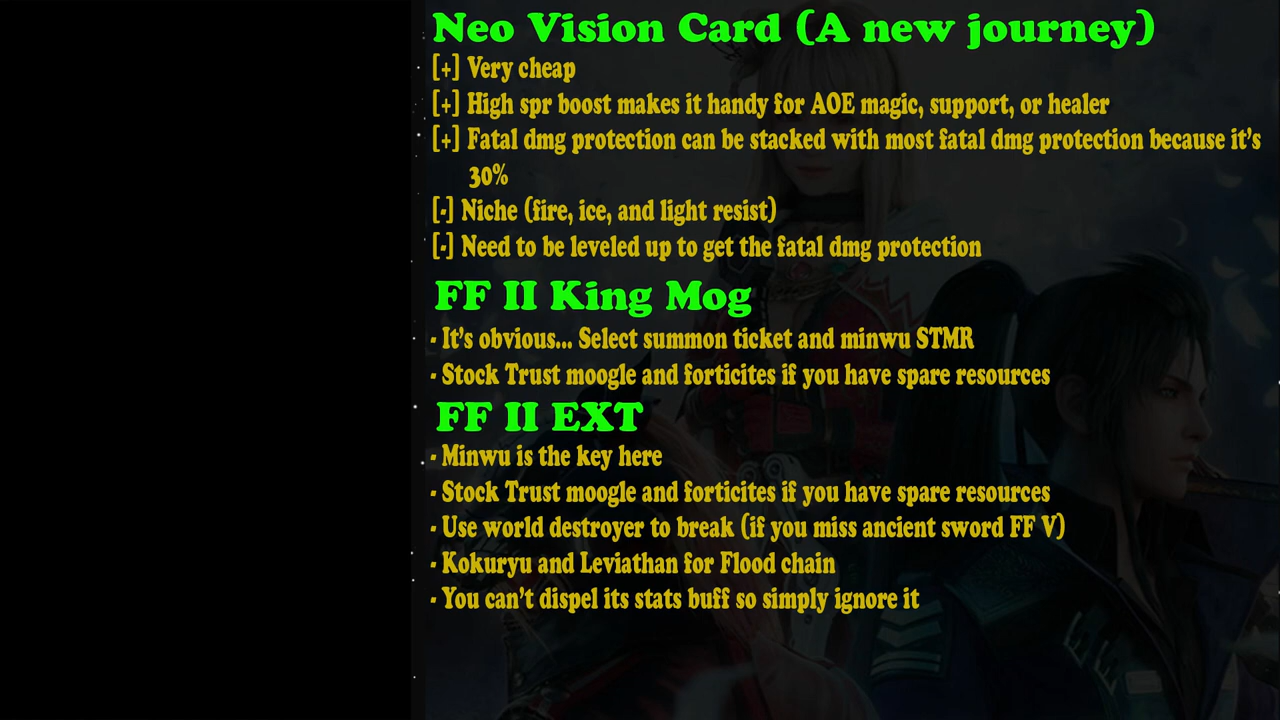 Neo Vision Card (A new journey)
[+] Very cheap
[+] High spr boost makes it handy for AOE magic, support, or healer
[+] Fatal dmg protection can be stacked with most fatal dmg protection because it's
30%
[-] Niche (fire, ice, and light resist)
[-] Need to be leveled up to get the fatal dmg protection
FF II King Mog
- It's obvious... Select summon ticket and minwu STMR
- Stock Trust moogle and forticites if you have spare resources
FF II EXT
- Minwu is the key here
- Stock Trust moogle and forticites if you have spare resources
- Use world destroyer to break (if you miss ancient sword FF V)
- Kokuryu and Leviathan for Flood chain
- You can't dispel its stats buff so simply ignore it